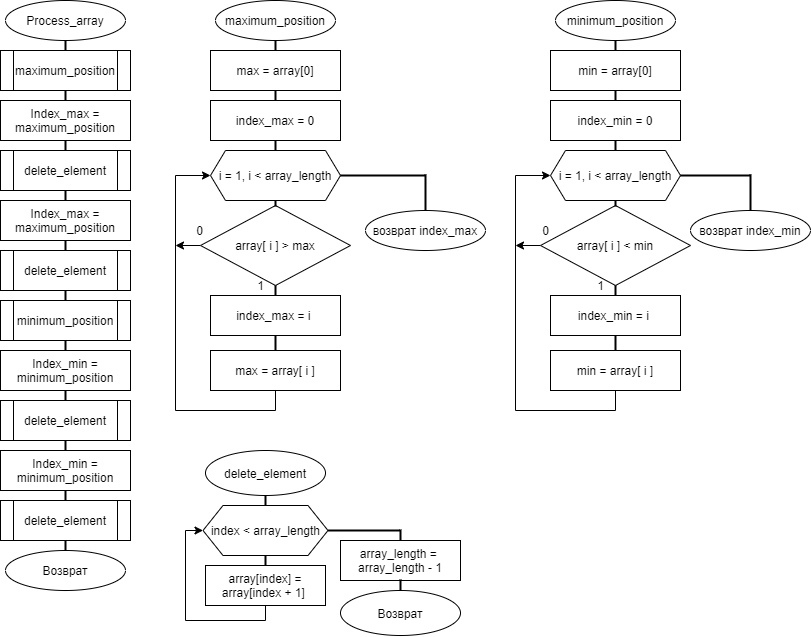 Process_array
maximum_position
Index_max =
maximum_position
delete_element
Index_max =
maximum_position
delete_element
minimum_position
Index_min =
minimum_position
delete_element
Index_min =
minimum_position
delete_element
Возврат
maximum_position
max = array[0]
index_max = 0
i = 1, i < array_length
возврат index_max
0
array[ i ] > max
1
index_max = i
max = array[ i ]
minimum_position
min = array[0]
index_min = 0
i = 1, i < array_length
возврат index_min
0
array[ i ] < min
1
index_min = i
min = array[ i ]
delete_element
index < array_length
array[index] =
array[index + 1]
array_length =
array_length - 1
Возврат